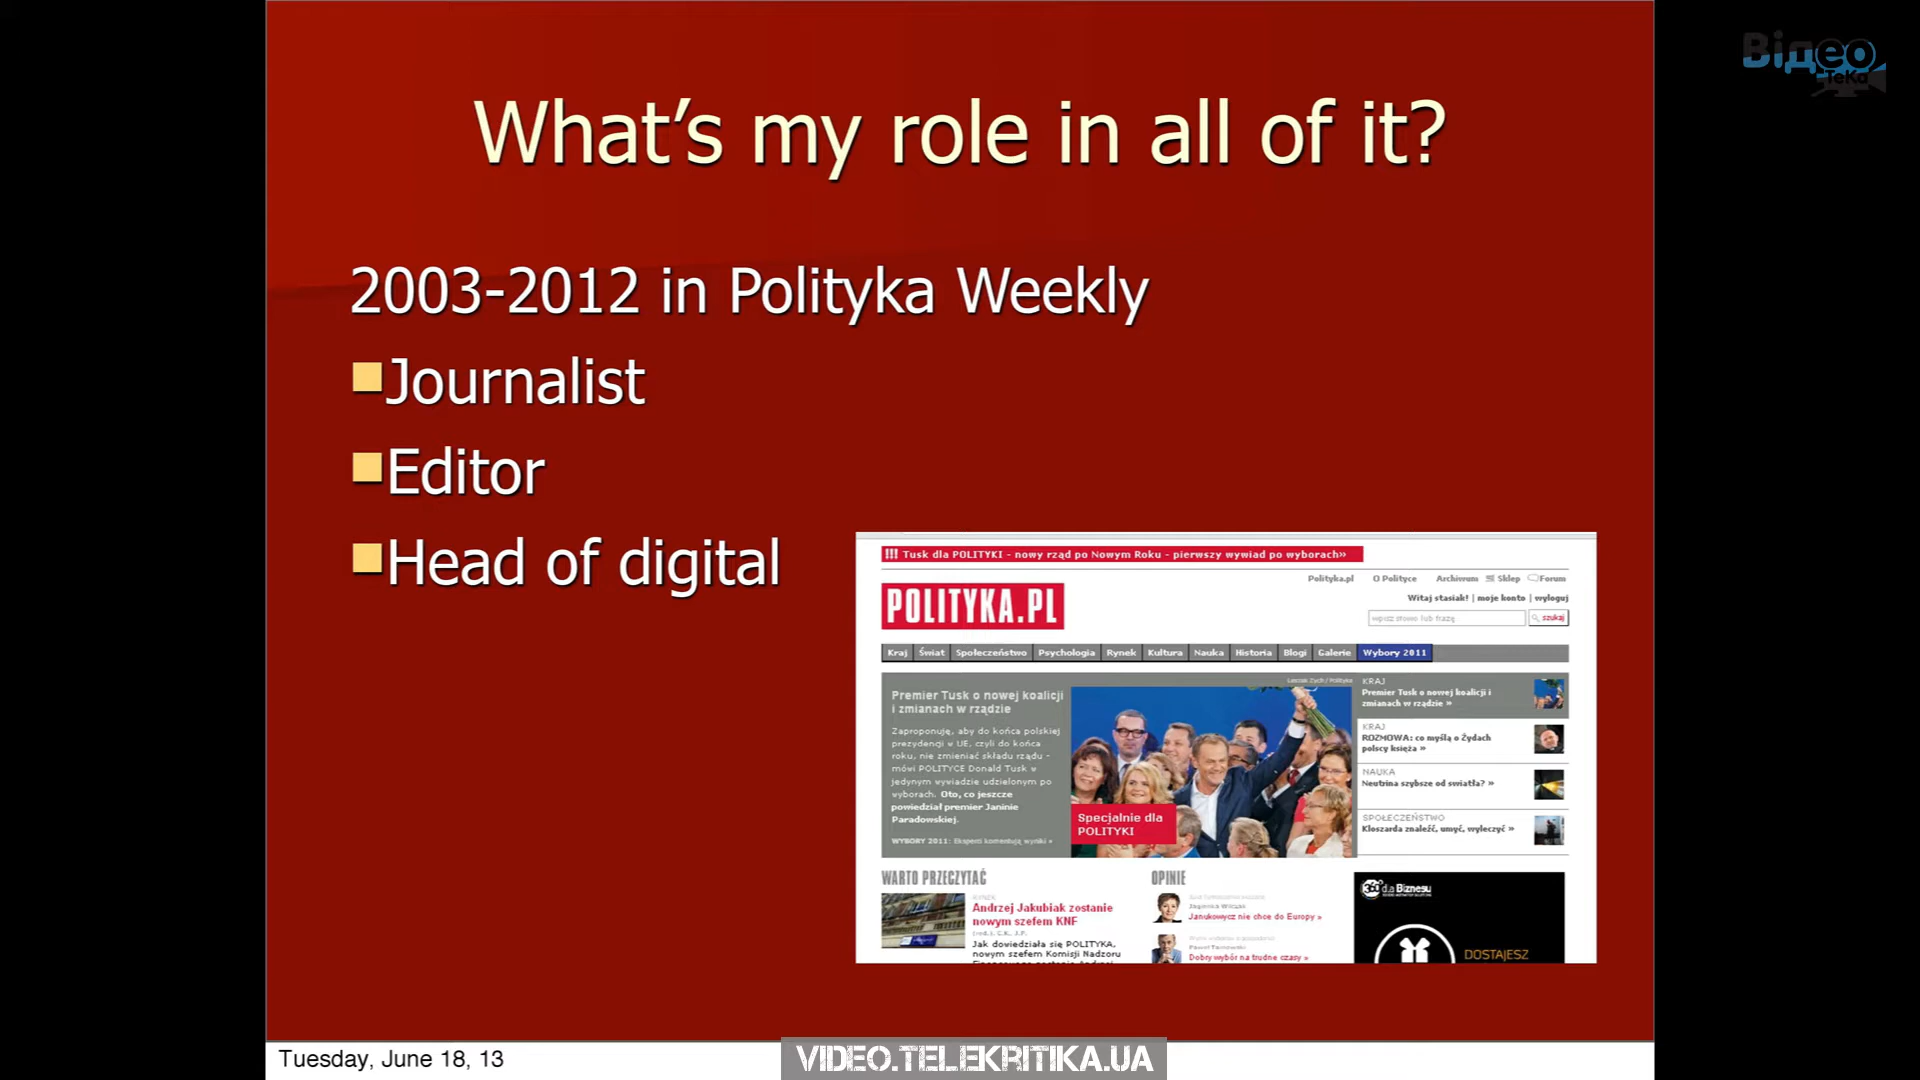 Відео
Тека
What's my role in all of it?
2003-2012 in Polityka Weekly
Journalist
Editor
Head of digital
!!! Tusk dla POLITYKI - nowy rząd po Nowym Roku - pierwszy wywiad po wyborach»
Polityka.pl O Polityce Archiwum Sklep Forum
Witaj stasiak! | moje konto | wyloguj
POLITYKA.PL
wpisz słowo lub frazę szukaj
Kraj Świat Społeczeństwo Psychologia Rynek Kultura Nauka Historia Blogi Galerie Wybory 2011
Leszek Zych / Polityka
Premier Tusk o nowej koalicji
i zmianach w rządzie
Zaproponuję, aby do końca polskiej
prezydencji w UE, czyli do końca
roku, nie zmieniać składu rządu -
mówi POLITYCE Donald Tusk w
jedynym wywiadzie udzielonym po
wyborach. Oto, co jeszcze
powiedział premier Janinie
Paradowskiej.
WYBORY 2011: Eksperci komentują wyniki »
Specjalnie dla
POLITYKI
KRAJ
Premier Tusk o nowej koalicji i
zmianach w rządzie »
KRAJ
ROZMOWA: co myślą o Żydach
polscy księża »
NAUKA
Neutrina szybsze od światła? »
SPOŁECZEŃSTWO
Kloszarda znaleźć, umyć, wyleczyć »
WARTO PRZECZYTAĆ
RYNEK
Andrzej Jakubiak zostanie
nowym szefem KNF
(red.), C.K., J.P.
Jak dowiedziała się POLITYKA,
nowym szefem Komisji Nadzoru
OPINIE
Jagienka Wilczak
Janukowycz nie chce do Europy »
Paweł Tarnowski
Dobry wybór na trudne czasy »
360° dla Biznesu
DOSTAJESZ
Tuesday, June 18, 13
VIDEO.TELEKRITIKA.UA